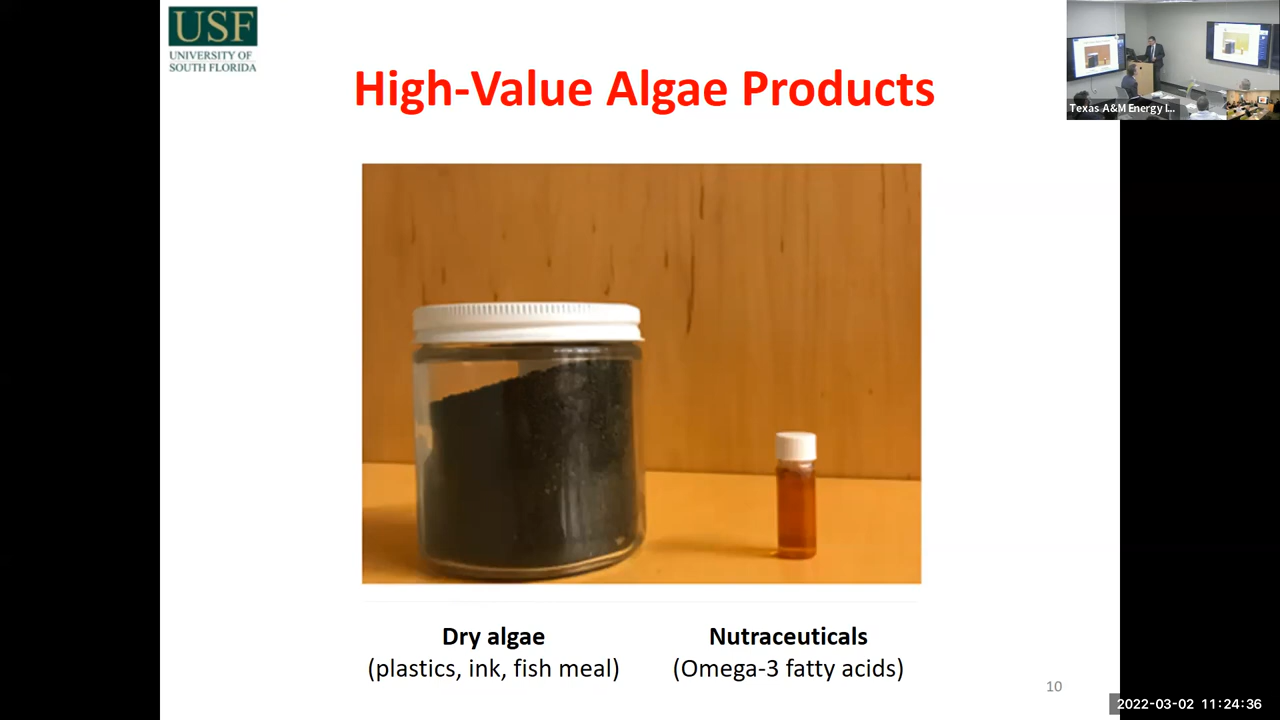 USF
UNIVERSITY OF
SOUTH FLORIDA
High-Value Algae Products
Texas A&M Energy I...
Dry algae
(plastics, ink, fish meal)
Nutraceuticals
(Omega-3 fatty acids)
10
2022-03-02 11:24:36